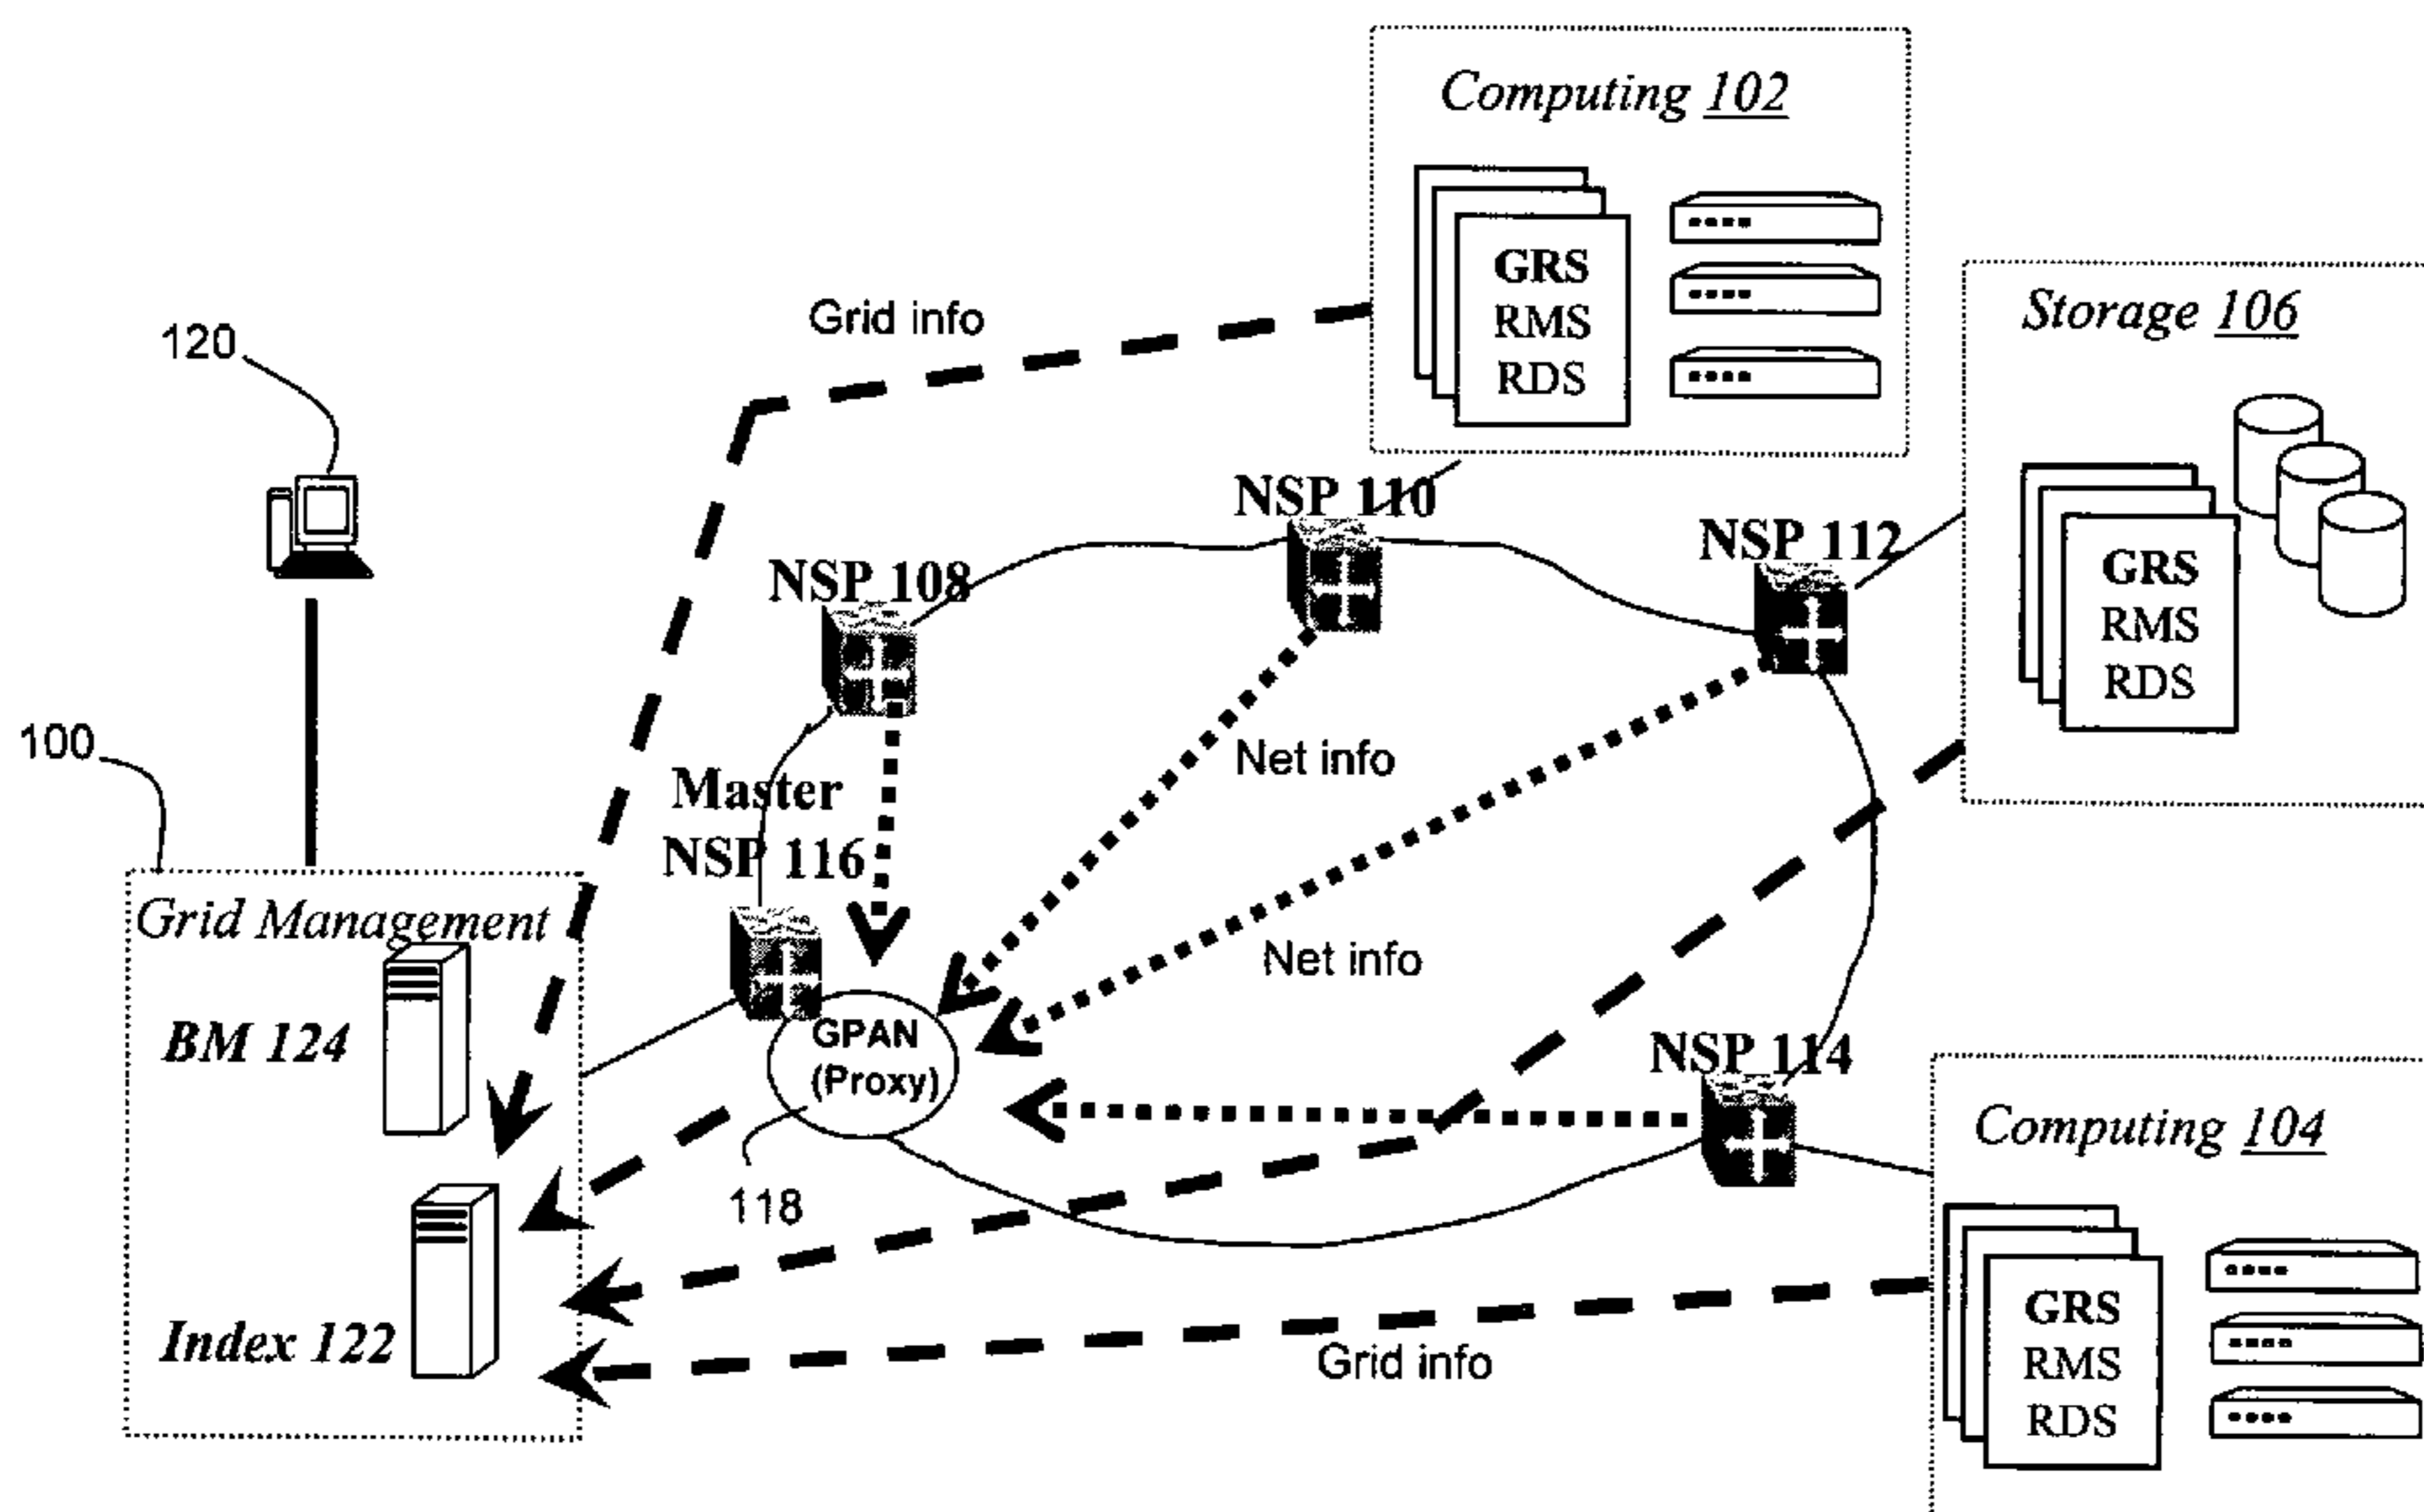 Computing 102
GRS
RMS
RDS
Storage 106
GRS
RMS
RDS
Grid info
120
NSP 110
NSP 112
NSP 108
100
Net info
Master
NSP 116
Grid Management
Net info
BM 124
GPAN
(Proxy)
NSP 114
118
Computing 104
GRS
RMS
RDS
Index 122
Grid info